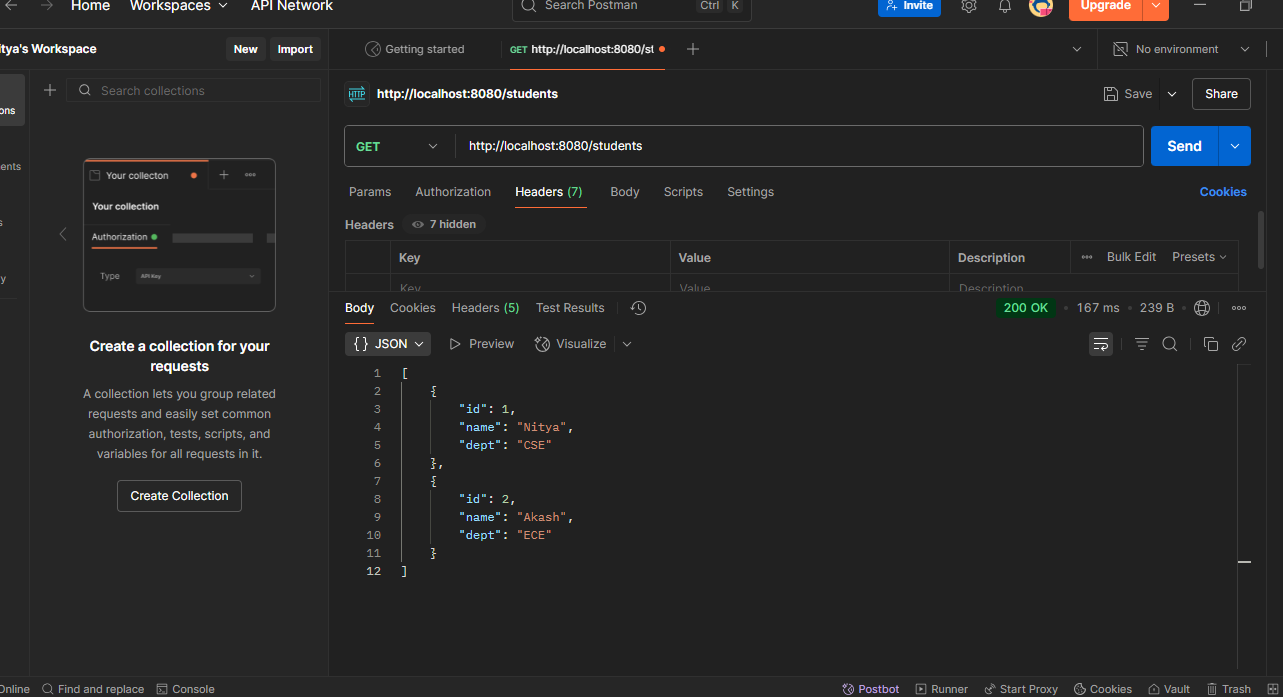 Home Workspaces API Network Search Postman Ctrl K Invite Upgrade
itya's Workspace New Import Getting started GET http://localhost:8080/st No environment
Search collections
HTTP http://localhost:8080/students Save Share
GET http://localhost:8080/students Send
Params Authorization Headers (7) Body Scripts Settings Cookies
Headers 7 hidden
Key Value Description Bulk Edit Presets
Key Value Description
ons
ents
s
y
Your collecton
Your collection
Authorization
Type API Key
Create a collection for your
requests
A collection lets you group related
requests and easily set common
authorization, tests, scripts, and
variables for all requests in it.
Create Collection
Body Cookies Headers (5) Test Results 200 OK 167 ms 239 B
{} JSON Preview Visualize
1 [
2 {
3 "id": 1,
4 "name": "Nitya",
5 "dept": "CSE"
6 },
7 {
8 "id": 2,
9 "name": "Akash",
10 "dept": "ECE"
11 }
12 ]
Online Find and replace Console Postbot Runner Start Proxy Cookies Vault Trash